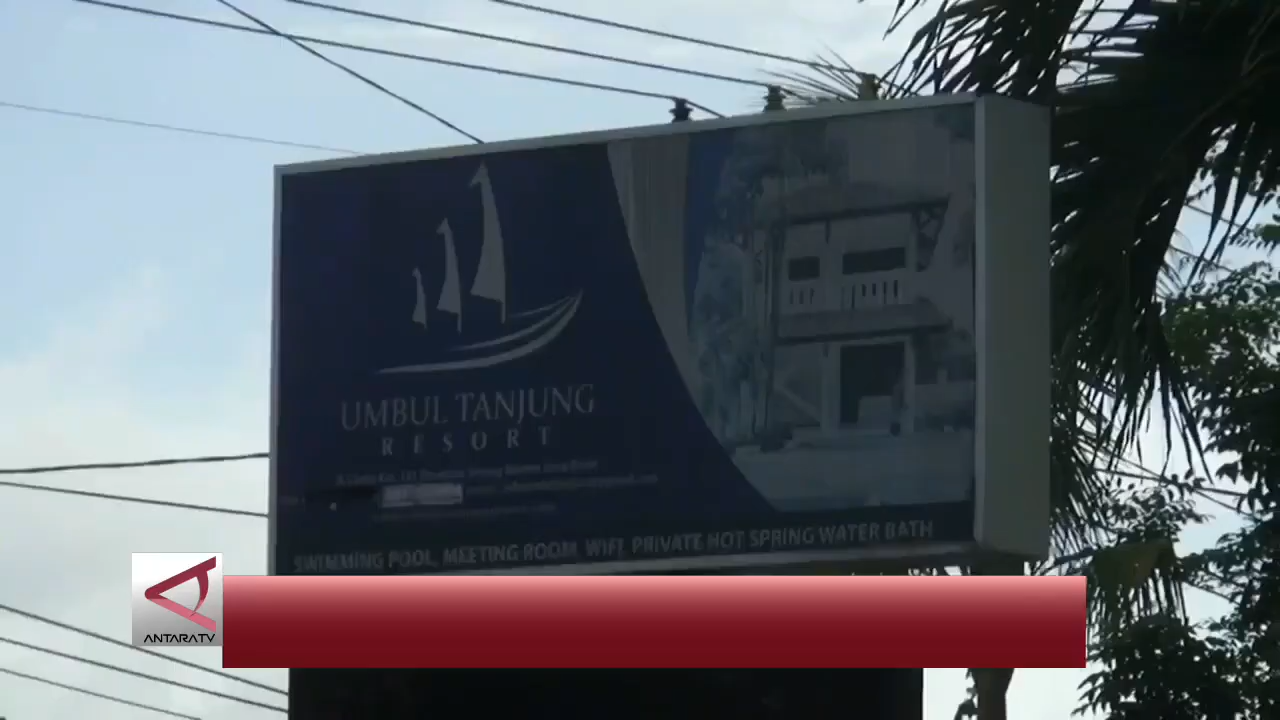 UMBUL TANJUNG
RESORT
SWIMMING POOL, MEETING ROOM, WIFI, PRIVATE HOT SPRING WATER BATH
ANTARATV